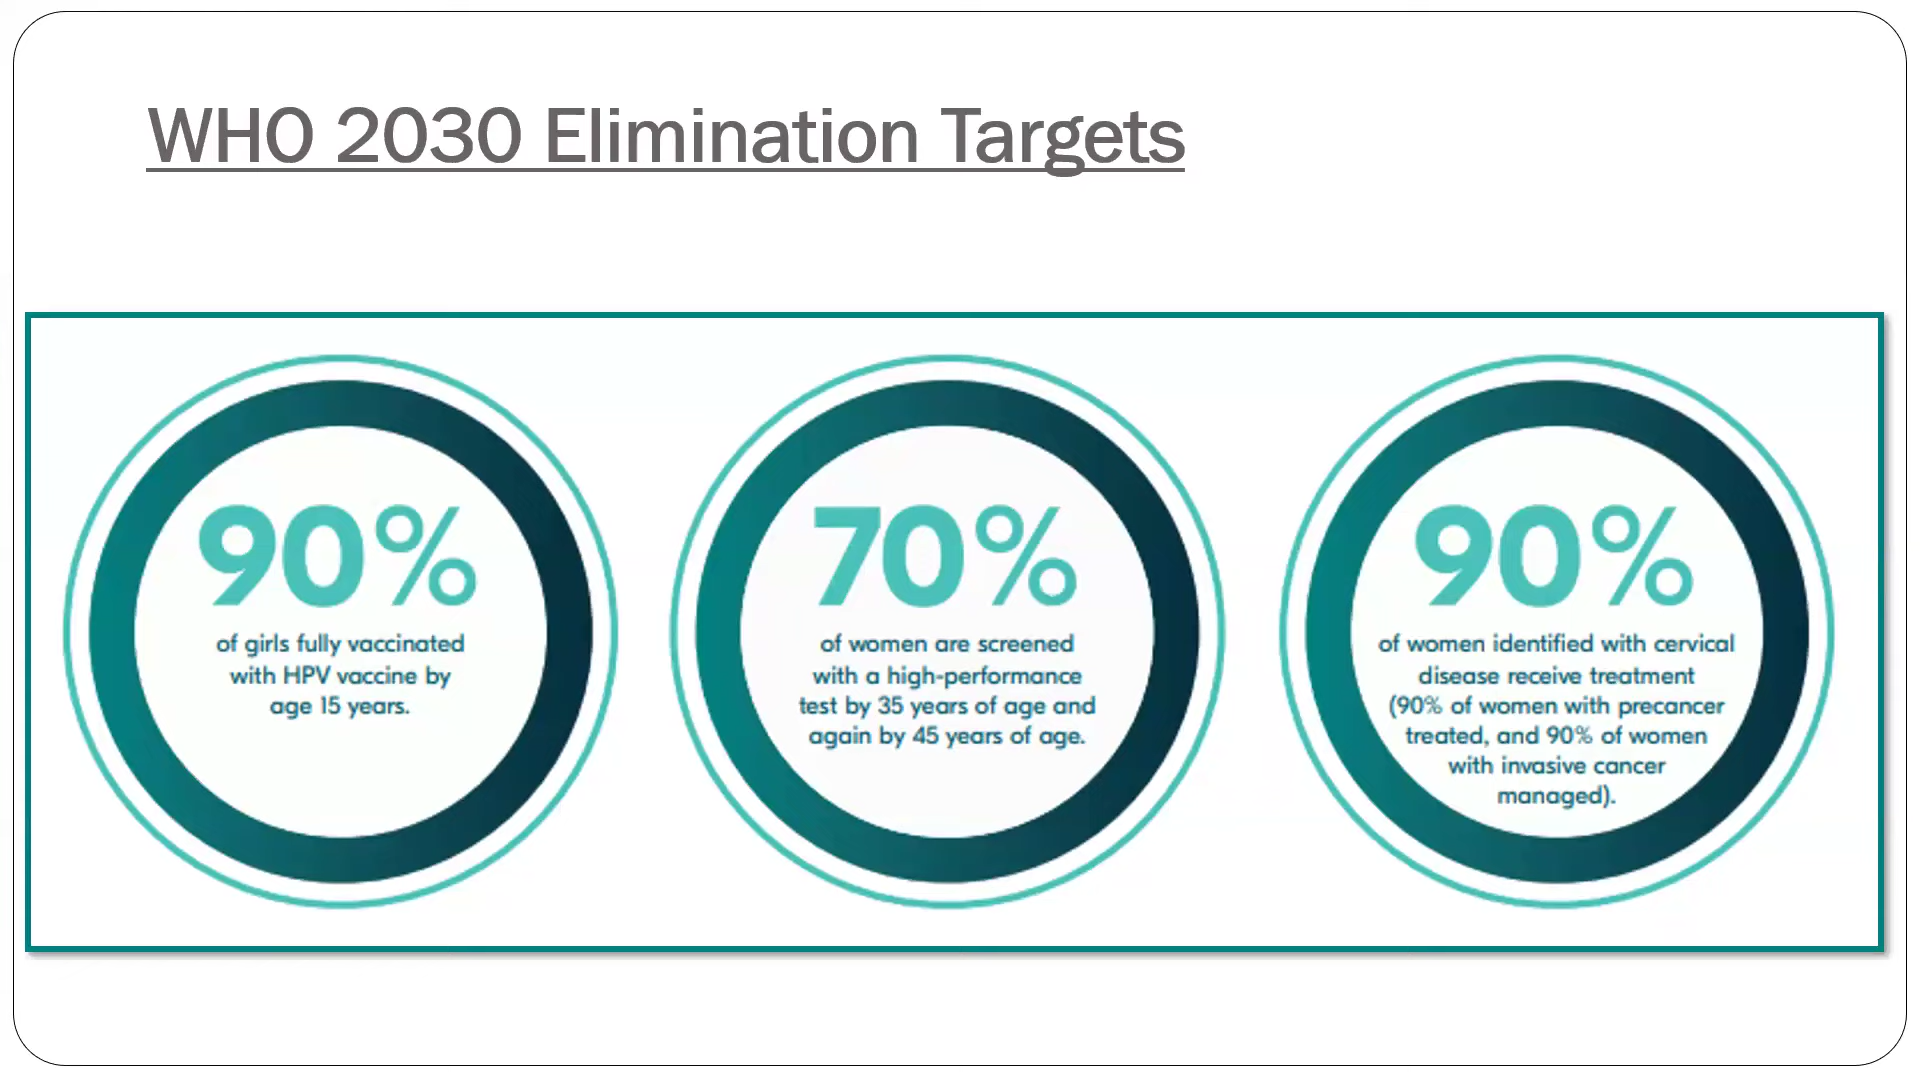 WHO 2030 Elimination Targets
90%
of girls fully vaccinated
with HPV vaccine by
age 15 years.
70%
of women are screened
with a high-performance
test by 35 years of age and
again by 45 years of age.
90%
of women identified with cervical
disease receive treatment
(90% of women with precancer
treated, and 90% of women
with invasive cancer
managed).